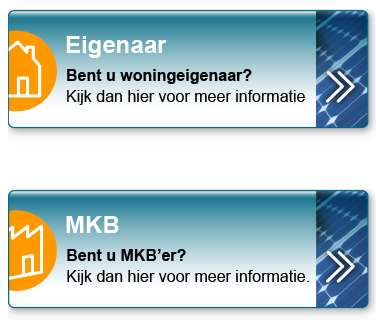 Eigenaar
Bent u woningeigenaar?
Kijk dan hier voor meer informatie
MKB
Bent u MKB’er?
Kijk dan hier voor meer informatie.